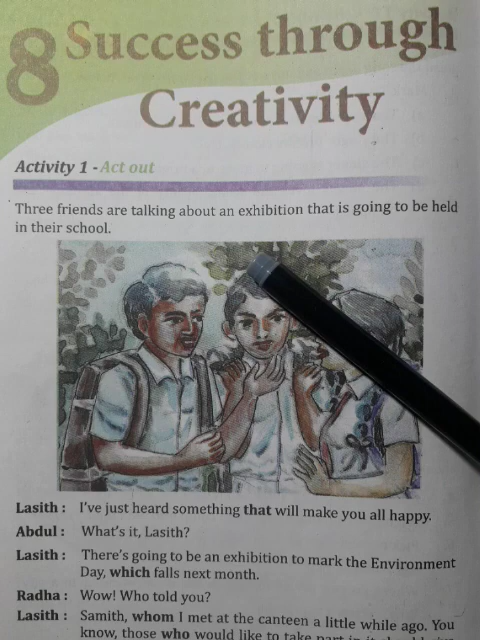 8 Success through
Creativity
Activity 1 - Act out
Three friends are talking about an exhibition that is going to be held
in their school.
Lasith : I've just heard something that will make you all happy.
Abdul : What's it, Lasith?
Lasith : There's going to be an exhibition to mark the Environment
Day, which falls next month.
Radha : Wow! Who told you?
Lasith : Samith, whom I met at the canteen a little while ago. You
know, those who would like to take part in it